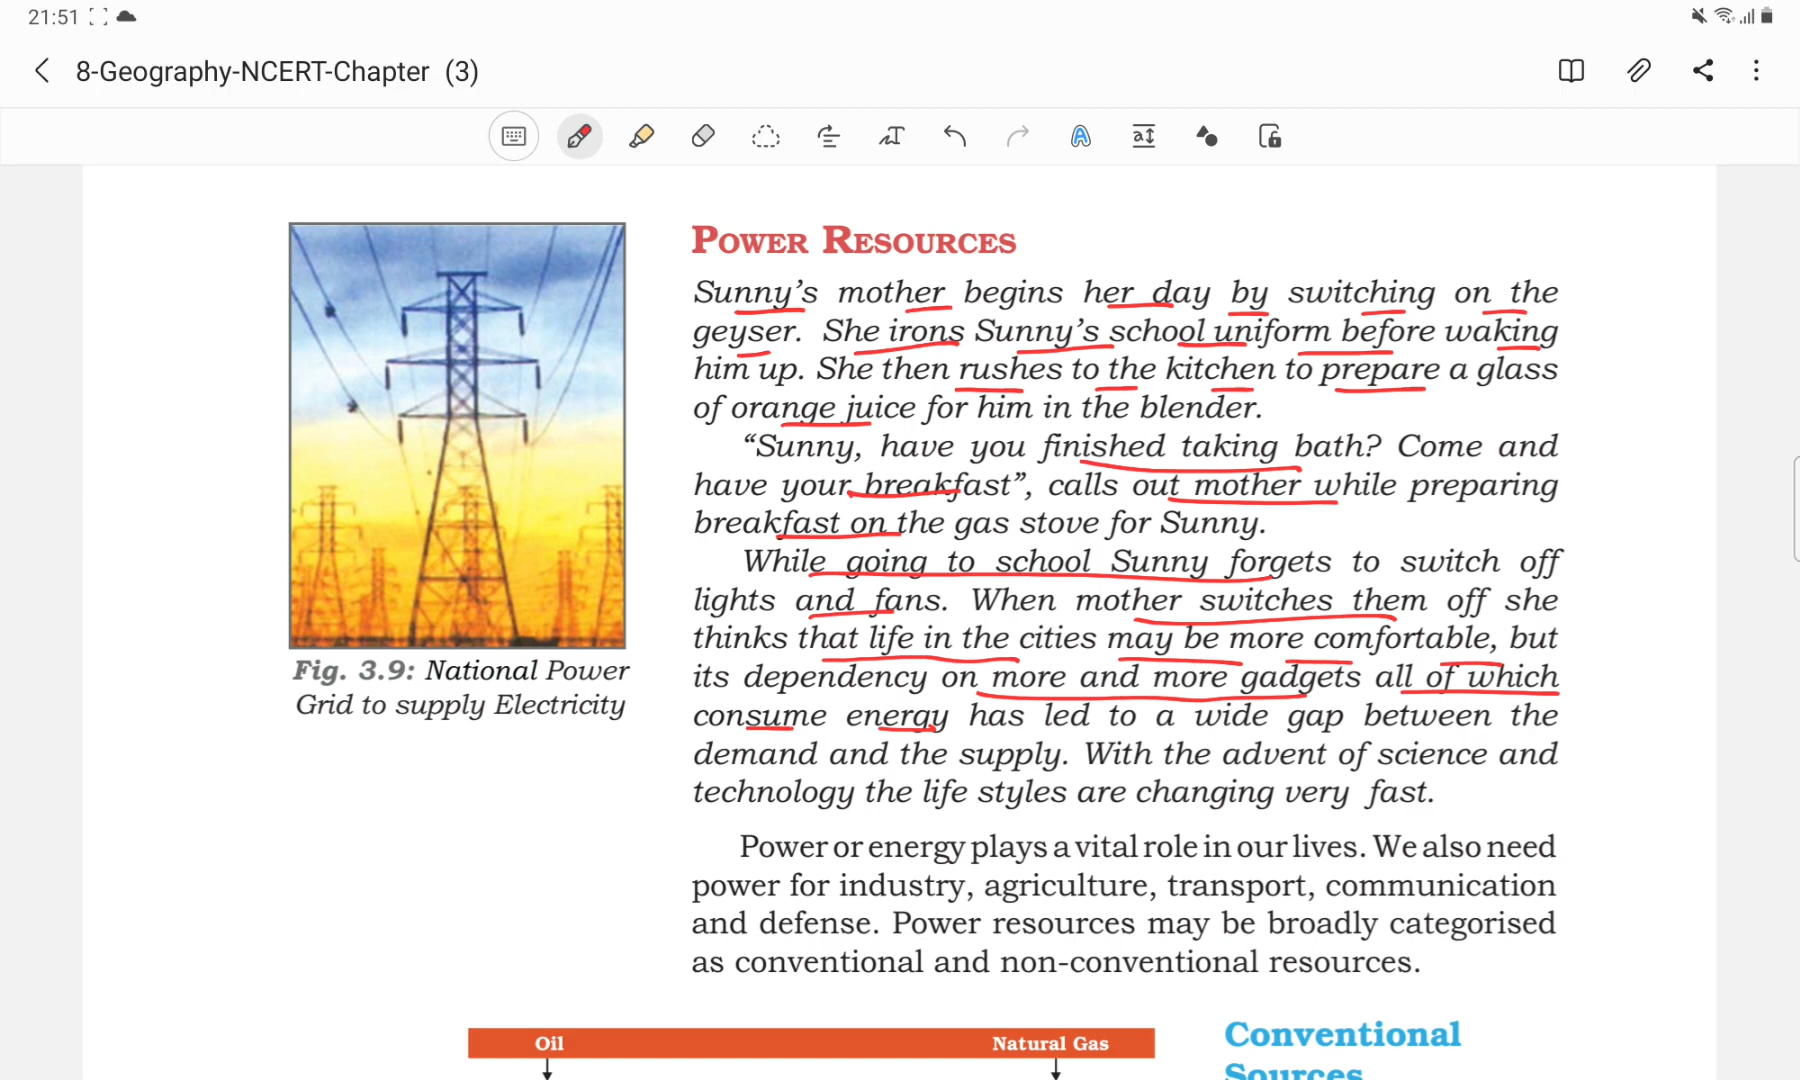 21:51
8-Geography-NCERT-Chapter (3)
POWER RESOURCES
Sunny’s mother begins her day by switching on the
geyser. She irons Sunny’s school uniform before waking
him up. She then rushes to the kitchen to prepare a glass
of orange juice for him in the blender.
“Sunny, have you finished taking bath? Come and
have your breakfast”, calls out mother while preparing
breakfast on the gas stove for Sunny.
While going to school Sunny forgets to switch off
lights and fans. When mother switches them off she
thinks that life in the cities may be more comfortable, but
its dependency on more and more gadgets all of which
consume energy has led to a wide gap between the
demand and the supply. With the advent of science and
technology the life styles are changing very fast.
Fig. 3.9: National Power
Grid to supply Electricity
Power or energy plays a vital role in our lives. We also need
power for industry, agriculture, transport, communication
and defense. Power resources may be broadly categorised
as conventional and non-conventional resources.
Oil
Natural Gas
Conventional
Sources